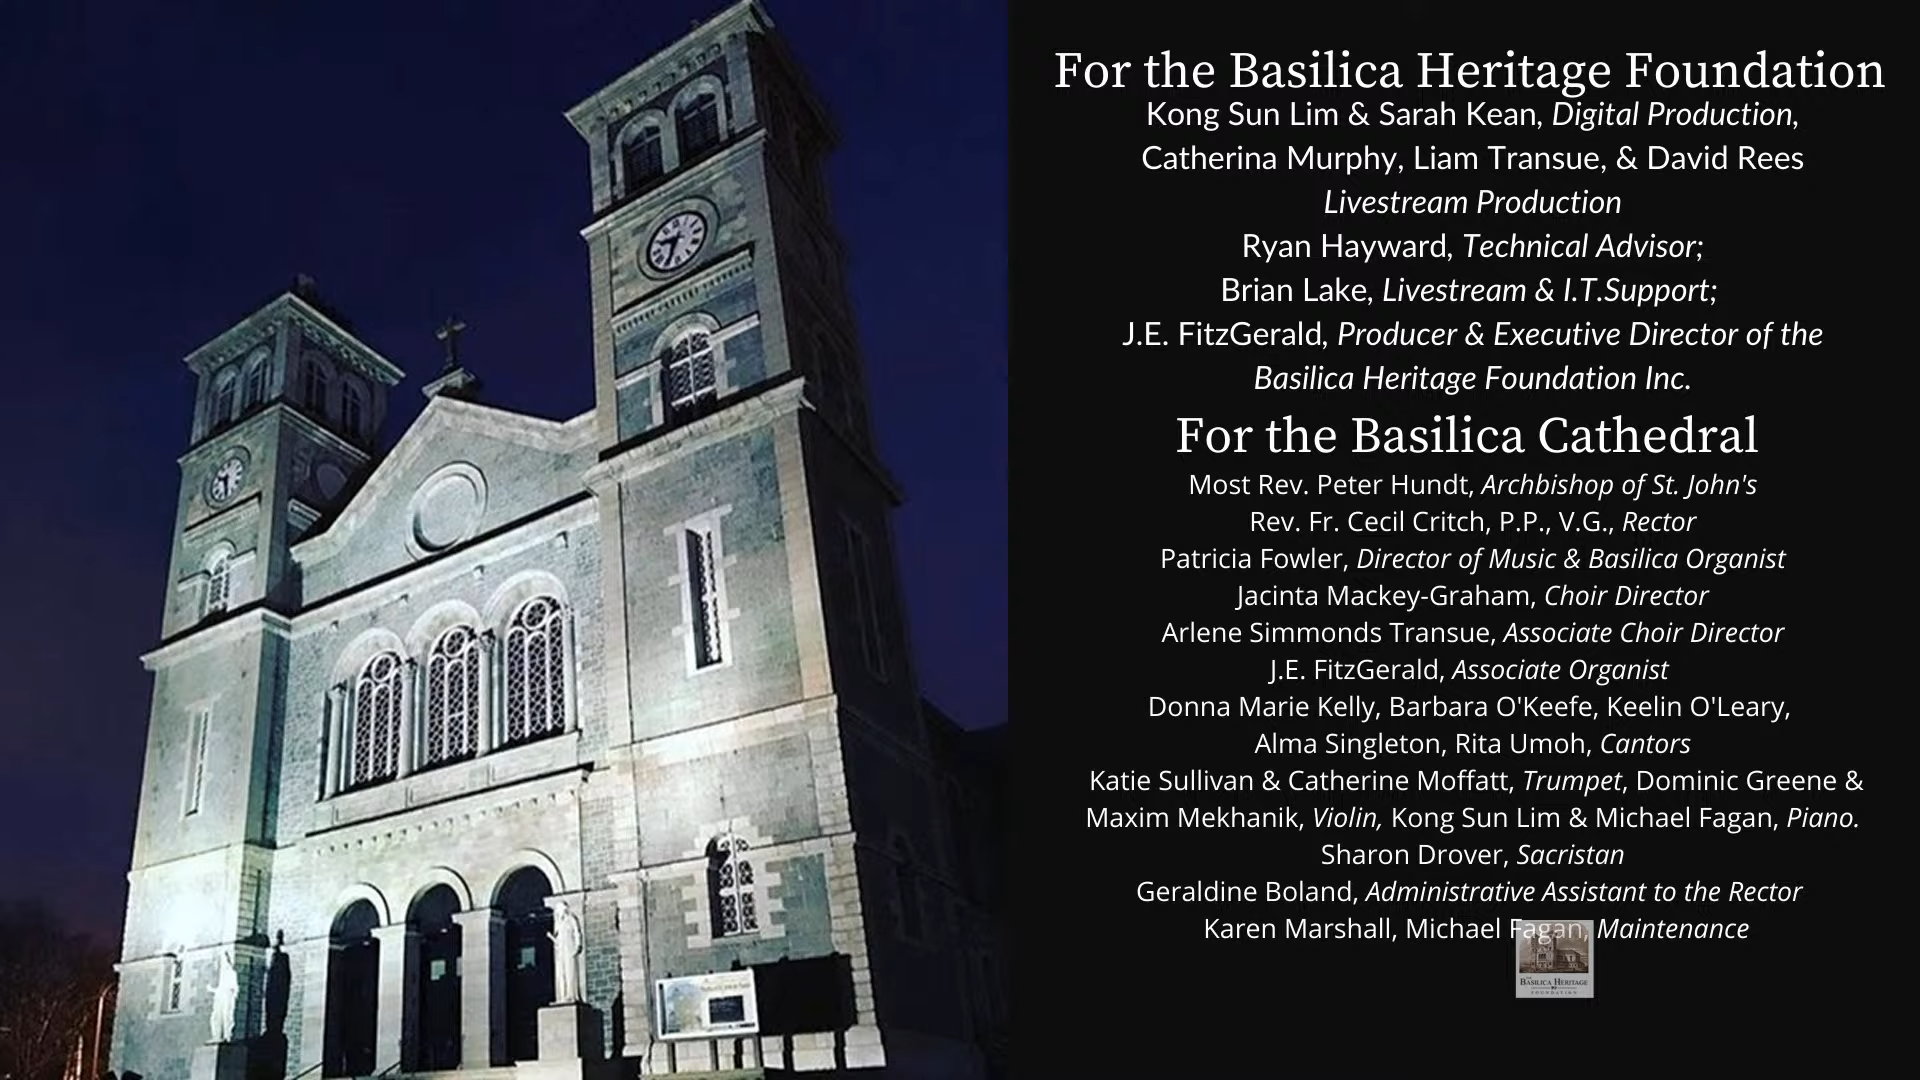 For the Basilica Heritage Foundation
Kong Sun Lim & Sarah Kean, Digital Production,
Catherina Murphy, Liam Transue, & David Rees
Livestream Production
Ryan Hayward, Technical Advisor;
Brian Lake, Livestream & I.T.Support;
J.E. FitzGerald, Producer & Executive Director of the
Basilica Heritage Foundation Inc.
For the Basilica Cathedral
Most Rev. Peter Hundt, Archbishop of St. John's
Rev. Fr. Cecil Critch, P.P., V.G., Rector
Patricia Fowler, Director of Music & Basilica Organist
Jacinta Mackey-Graham, Choir Director
Arlene Simmonds Transue, Associate Choir Director
J.E. FitzGerald, Associate Organist
Donna Marie Kelly, Barbara O'Keefe, Keelin O'Leary,
Alma Singleton, Rita Umoh, Cantors
Katie Sullivan & Catherine Moffatt, Trumpet, Dominic Greene &
Maxim Mekhanik, Violin, Kong Sun Lim & Michael Fagan, Piano.
Sharon Drover, Sacristan
Geraldine Boland, Administrative Assistant to the Rector
Karen Marshall, Michael Fagan, Maintenance
BASILICA HERITAGE
FOUNDATION